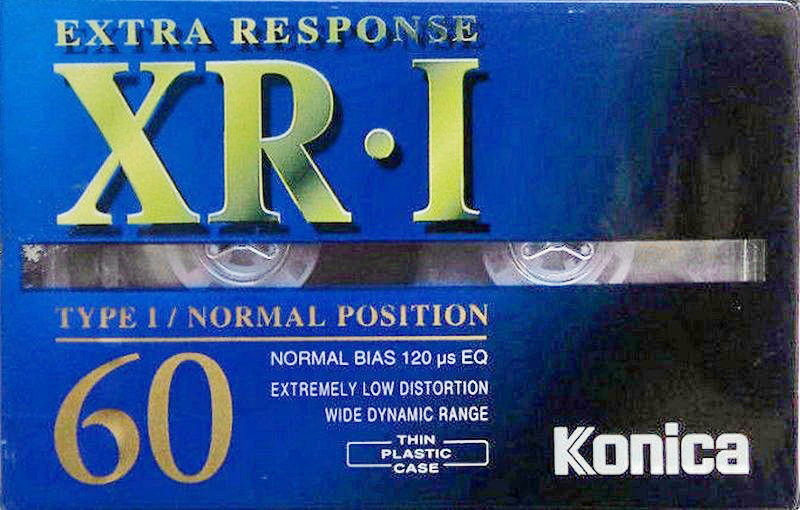 EXTRA RESPONSE
XR·I
TYPE I / NORMAL POSITION
60
NORMAL BIAS 120 µs EQ
EXTREMELY LOW DISTORTION
WIDE DYNAMIC RANGE
THIN
PLASTIC
CASE
Konica